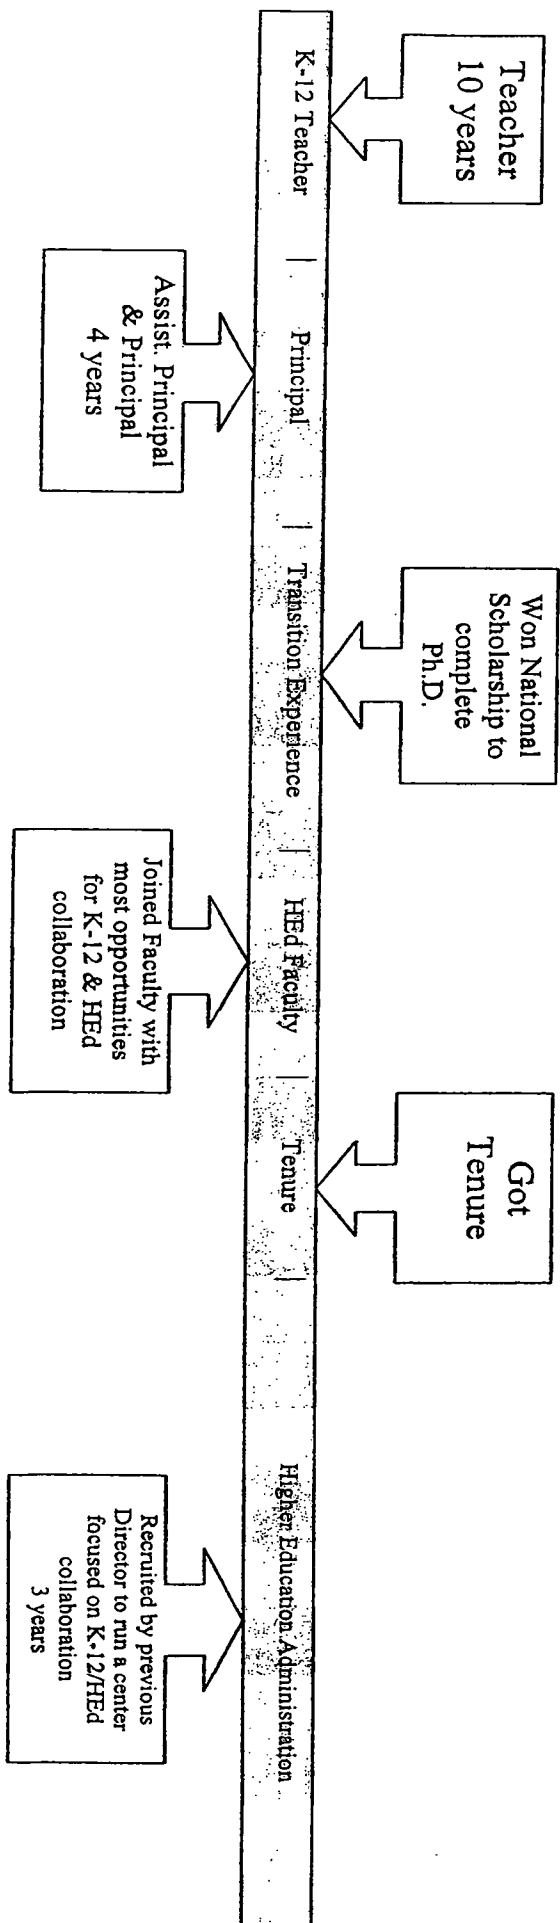 Teacher
10 years
Won National
Scholarship to
complete
Ph.D.
Got
Tenure
K-12 Teacher | Principal | Transition Experience | HEd Faculty | Tenure | Higher Education Administration
Assist. Principal
& Principal
4 years
Joined Faculty with
most opportunities
for K-12 & HEd
collaboration
Recruited by previous
Director to run a center
focused on K-12/HEd
collaboration
3 years